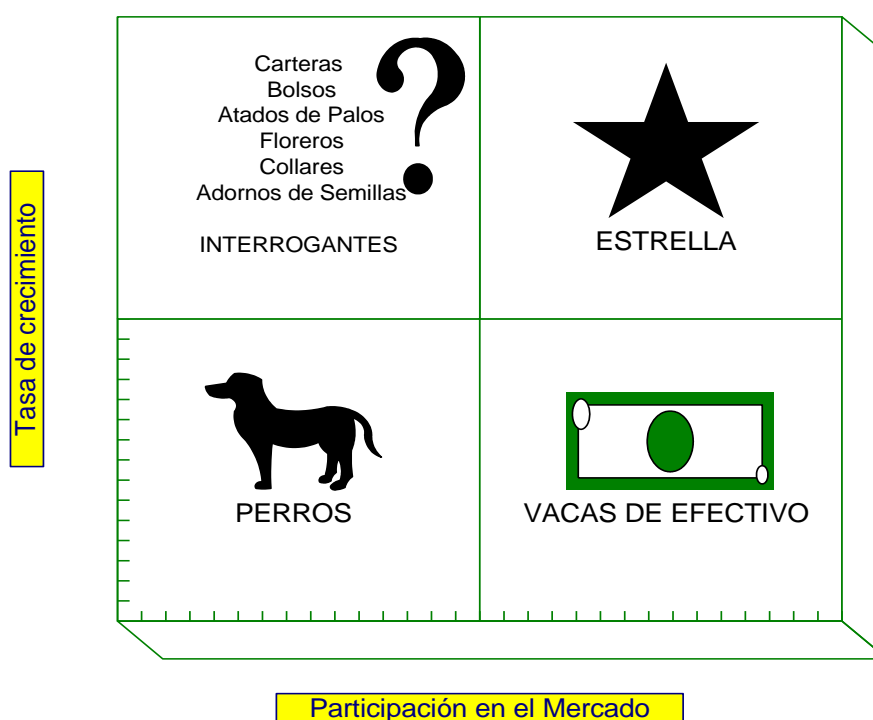 Carteras
Bolsos
Atados de Palos
Floreros
Collares
Adornos de Semillas
INTERROGANTES
ESTRELLA
Tasa de crecimiento
PERROS
VACAS DE EFECTIVO
Participación en el Mercado